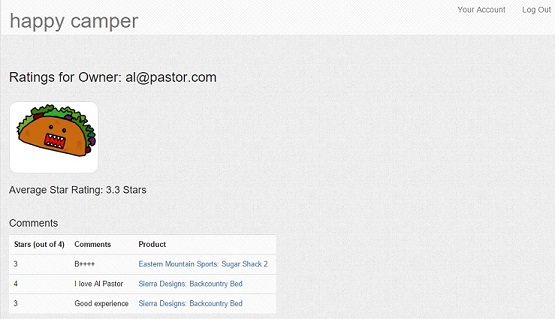 happy camper
Your Account Log Out
Ratings for Owner: al@pastor.com
Average Star Rating: 3.3 Stars
Comments
Stars (out of 4) Comments Product
3 B++++ Eastern Mountain Sports: Sugar Shack 2
4 I love Al Pastor Sierra Designs: Backcountry Bed
3 Good experience Sierra Designs: Backcountry Bed